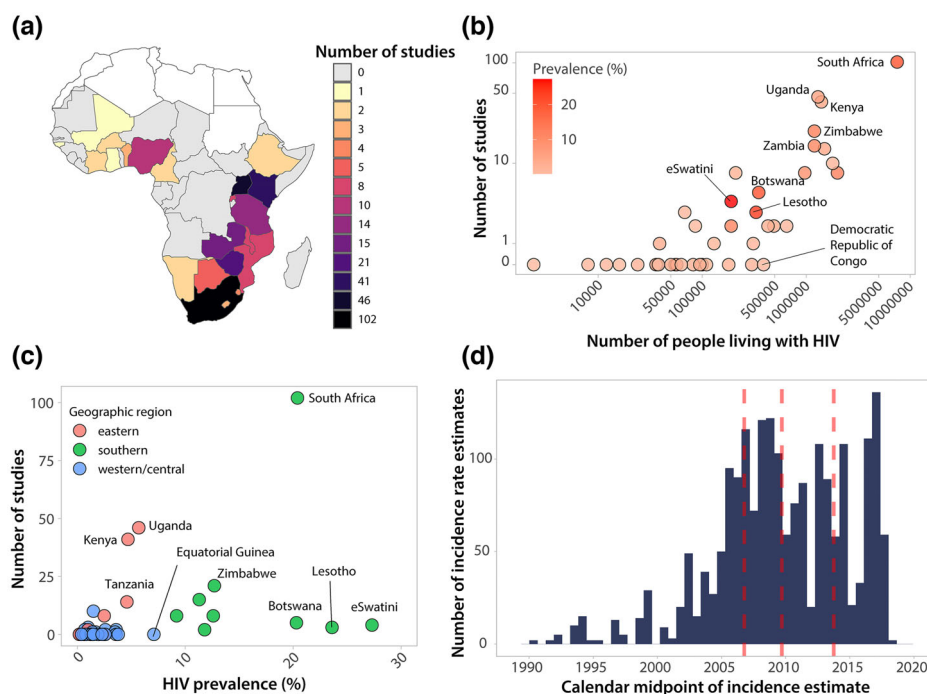 (a)
Number of studies
0
1
2
3
4
5
8
10
14
15
21
41
46
102
(b)
Number of studies
100
50
10
1
0
Prevalence (%)
20
10
South Africa
Uganda
Kenya
Zimbabwe
Zambia
eSwatini
Botswana
Lesotho
Democratic
Republic of
Congo
10000
50000
100000
500000
1000000
5000000
10000000
Number of people living with HIV
(c)
Number of studies
100
75
50
25
0
Geographic region
eastern
southern
western/central
South Africa
Uganda
Kenya
Equatorial Guinea
Tanzania
Zimbabwe
Lesotho
Botswana
eSwatini
0
10
20
30
HIV prevalence (%)
(d)
Number of incidence rate estimates
100
50
0
1990
1995
2000
2005
2010
2015
2020
Calendar midpoint of incidence estimate